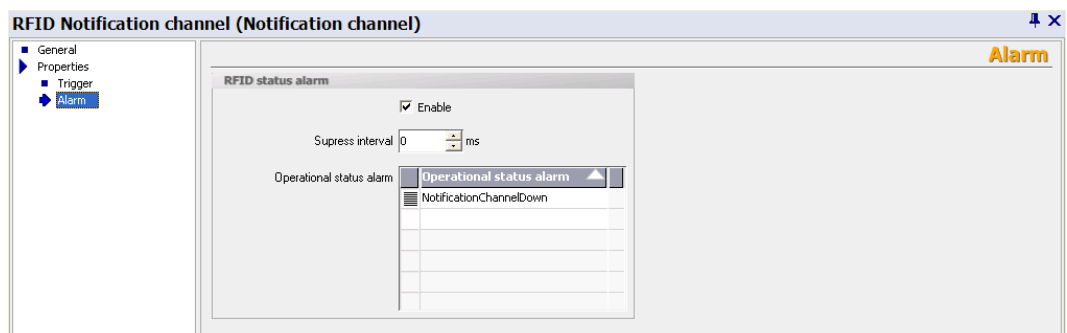 RFID Notification channel (Notification channel)
General
Properties
Trigger
Alarm
Alarm
RFID status alarm
Enable
Supress interval 0 ms
Operational status alarm
Operational status alarm
NotificationChannelDown